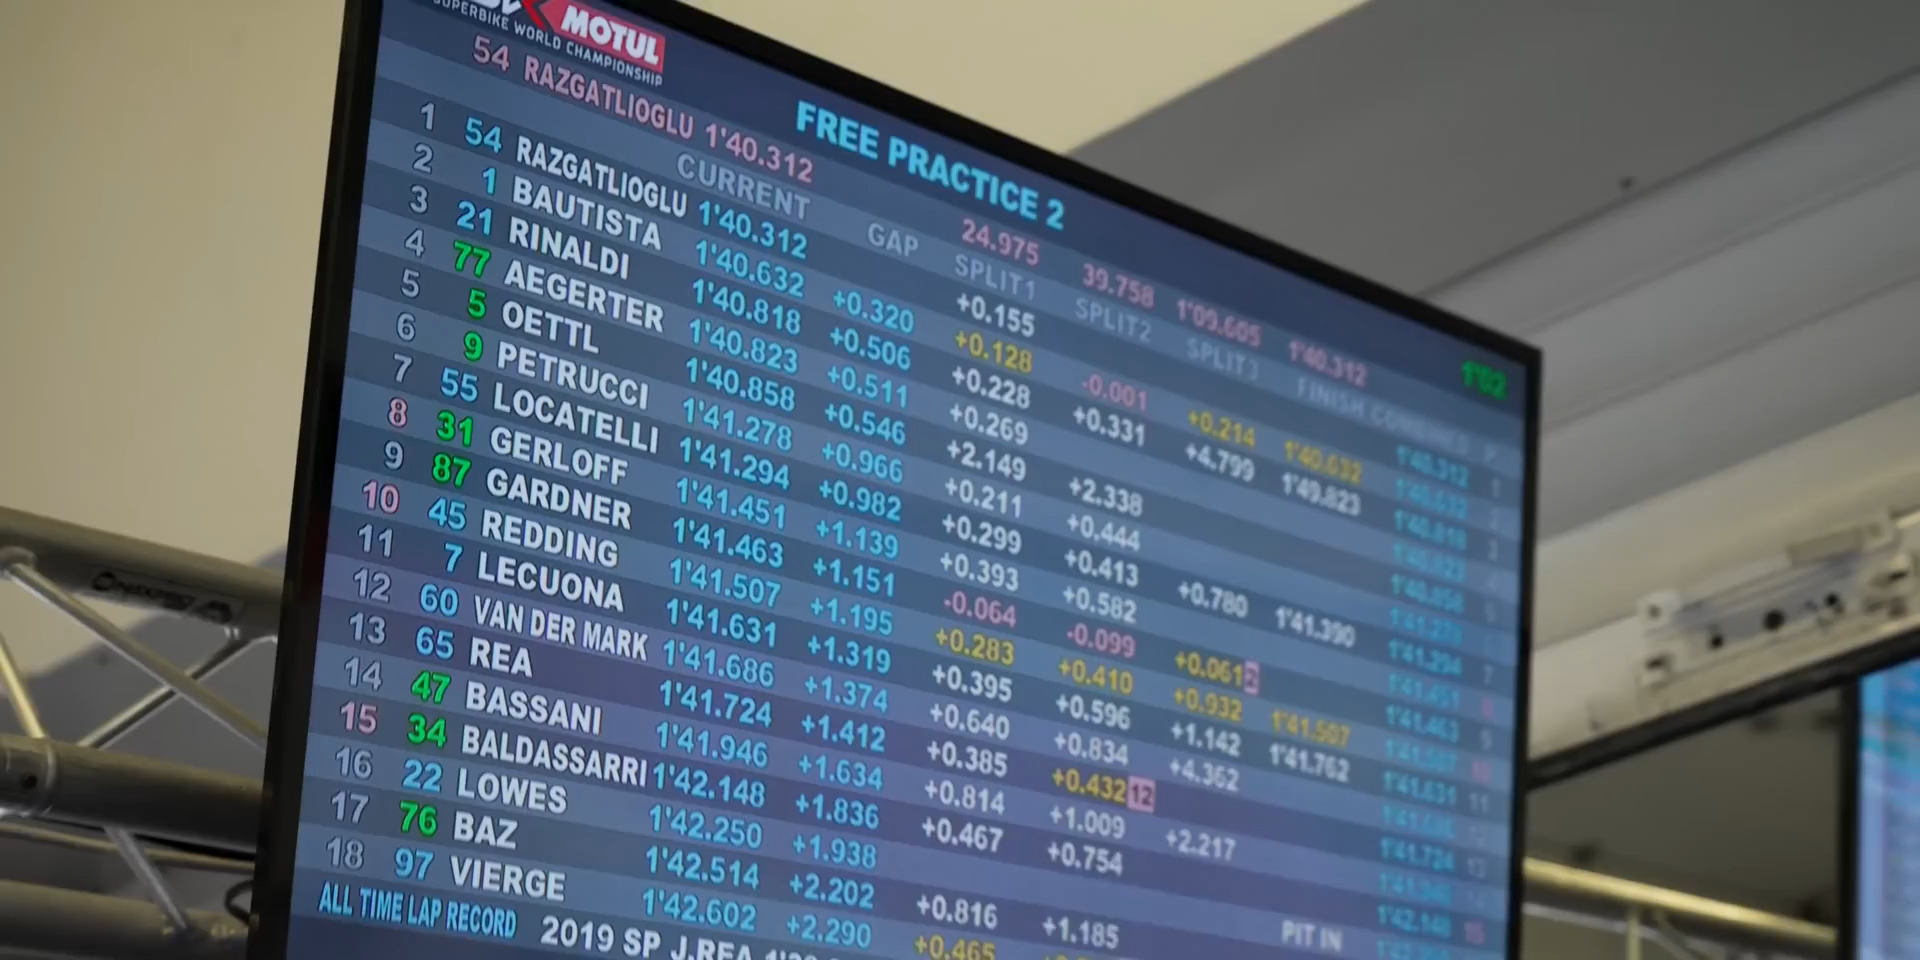 SUPERBIKE WORLD CHAMPIONSHIP MOTUL
FREE PRACTICE 2
54 RAZGATLIOGLU 1'40.312 24.975 39.758 1'09.605 1'40.312 1'02
CURRENT GAP SPLIT1 SPLIT2 SPLIT3 FINISH COMBINED
1 54 RAZGATLIOGLU 1'40.312 +0.155
2 1 BAUTISTA 1'40.632 +0.320 +0.128 -0.001 +0.214 1'40.632
3 21 RINALDI 1'40.818 +0.506 +0.228 +0.331 +4.799 1'49.823
4 77 AEGERTER 1'40.823 +0.511 +0.269
5 5 OETTL 1'40.858 +0.546 +2.149 +2.338
6 9 PETRUCCI 1'41.278 +0.966 +0.211 +0.444
7 55 LOCATELLI 1'41.294 +0.982 +0.299 +0.413 +0.780 1'41.390
8 31 GERLOFF 1'41.451 +1.139 +0.393 +0.582
9 87 GARDNER 1'41.463 +1.151 -0.064 -0.099 +0.061 2
10 45 REDDING 1'41.507 +1.195 +0.283 +0.410 +0.932 1'41.507
11 7 LECUONA 1'41.631 +1.319 +0.395 +0.596 +1.142 1'41.762
12 60 VAN DER MARK 1'41.686 +1.374 +0.640 +0.834 +4.362
13 65 REA 1'41.724 +1.412 +0.385 +0.432 12
14 47 BASSANI 1'41.946 +1.634 +0.814 +1.009 +2.217
15 34 BALDASSARRI 1'42.148 +1.836 +0.467 +0.754
16 22 LOWES 1'42.250 +1.938 PIT IN
17 76 BAZ 1'42.514 +2.202 +0.816 +1.185
18 97 VIERGE 1'42.602 +2.290 +0.465
ALL TIME LAP RECORD 2019 SP J.REA